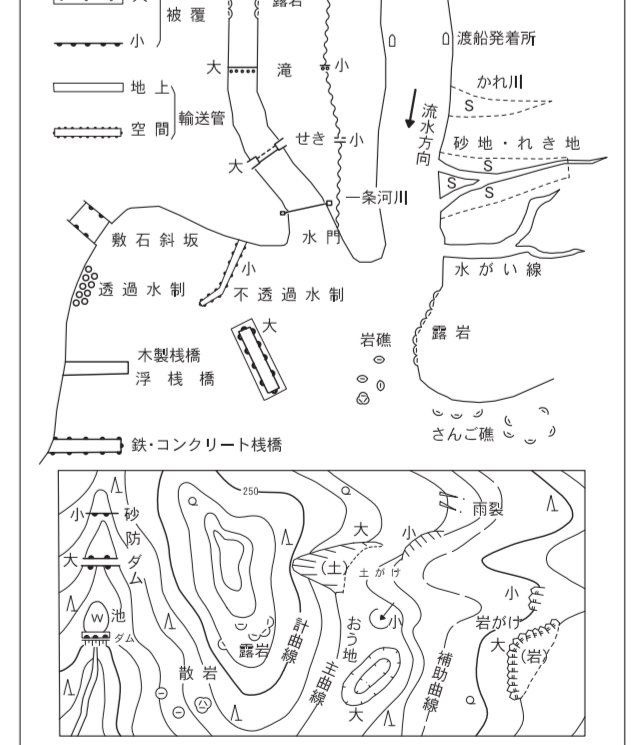 大
被覆
小
露岩
渡船発着所
大
滝
小
地上
輸送管
空間
かれ川
S
流水方向
砂地・れき地
せき
小
大
S
S
S
一条河川
敷石斜坂
水門
小
水がい線
透過水制
不透過水制
大
岩礁
露岩
木製桟橋
浮桟橋
さんご礁
鉄・コンクリート桟橋
250
小
砂防ダム
大
雨裂
大
小
(土)
土がけ
小
W
池
ダム
岩がけ
大
(岩)
小
おう地
大
露岩
散岩
計曲線
主曲線
補助曲線